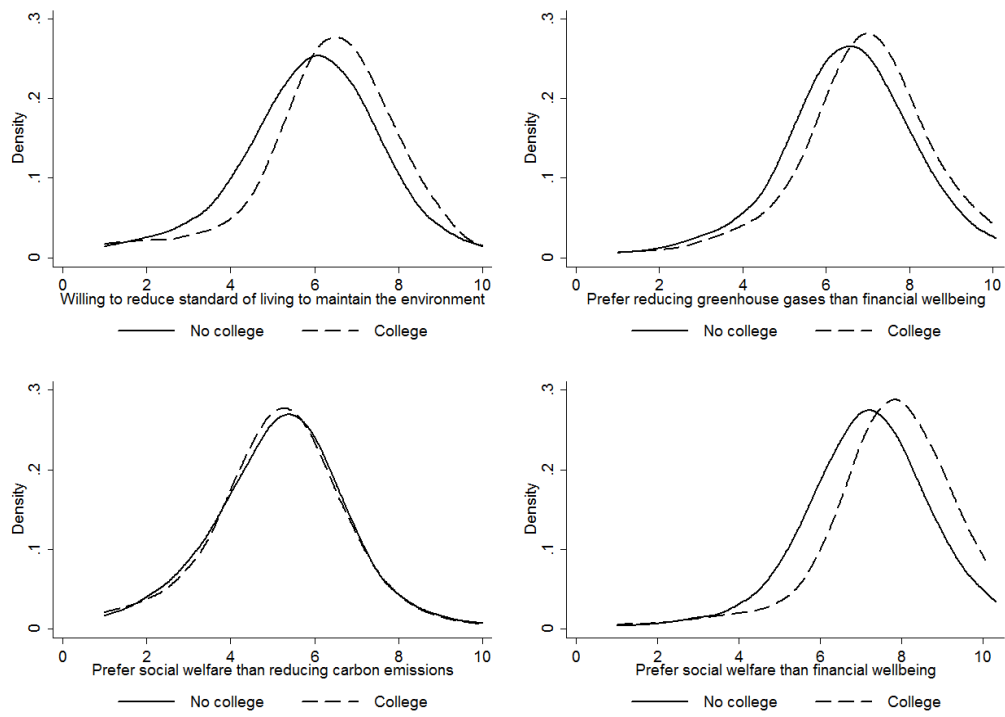 .3
.2
.1
0
Density
0 2 4 6 8 10
Willing to reduce standard of living to maintain the environment
No college College
.3
.2
.1
0
Density
0 2 4 6 8 10
Prefer reducing greenhouse gases than financial wellbeing
No college College
.3
.2
.1
0
Density
0 2 4 6 8 10
Prefer social welfare than reducing carbon emissions
No college College
.3
.2
.1
0
Density
0 2 4 6 8 10
Prefer social welfare than financial wellbeing
No college College